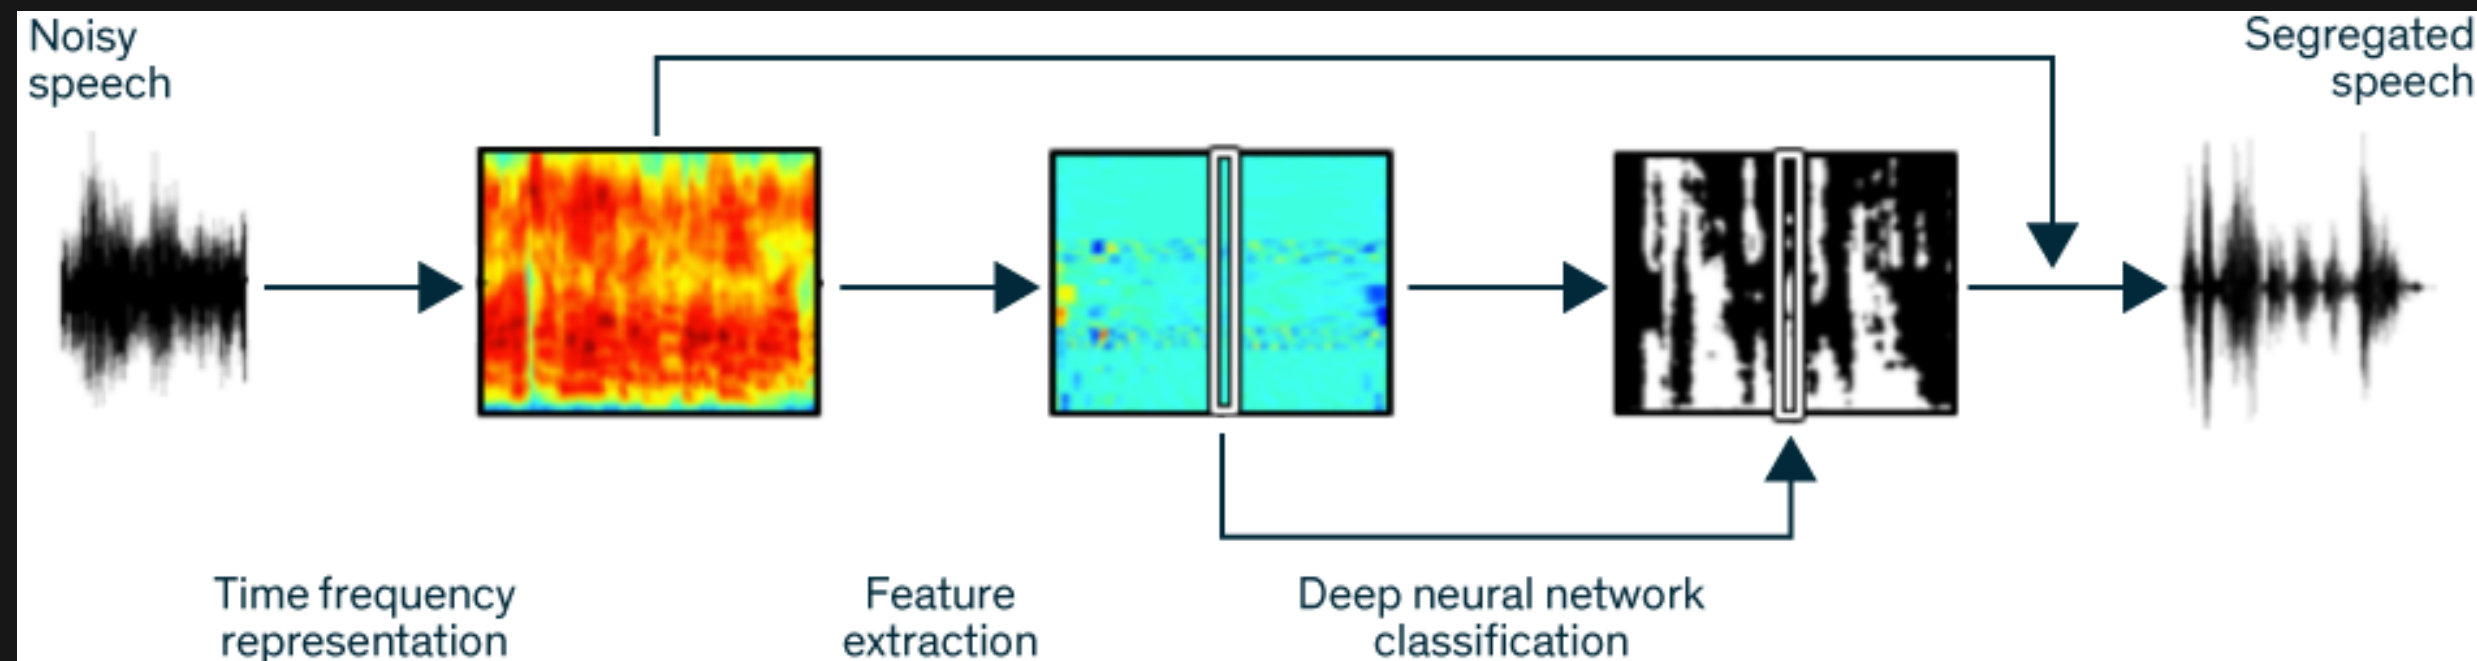 Noisy
speech
Segregated
speech
Time frequency
representation
Feature
extraction
Deep neural network
classification